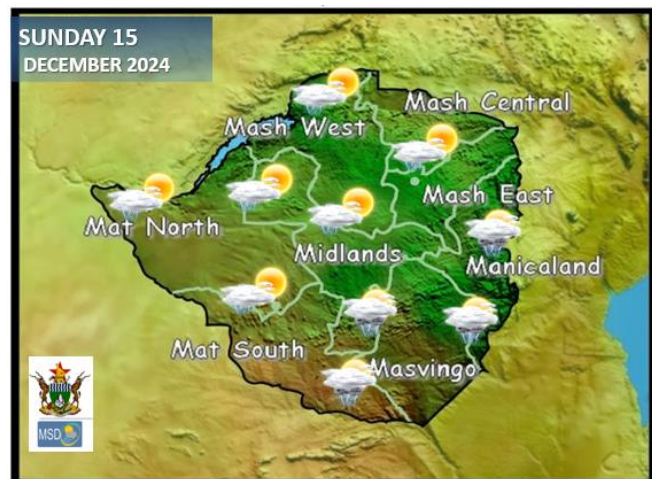 SUNDAY 15
DECEMBER 2024
Mash Central
Mash West
Mash East
Mat North
Midlands
Manicaland
Mat South
Masvingo
MSD